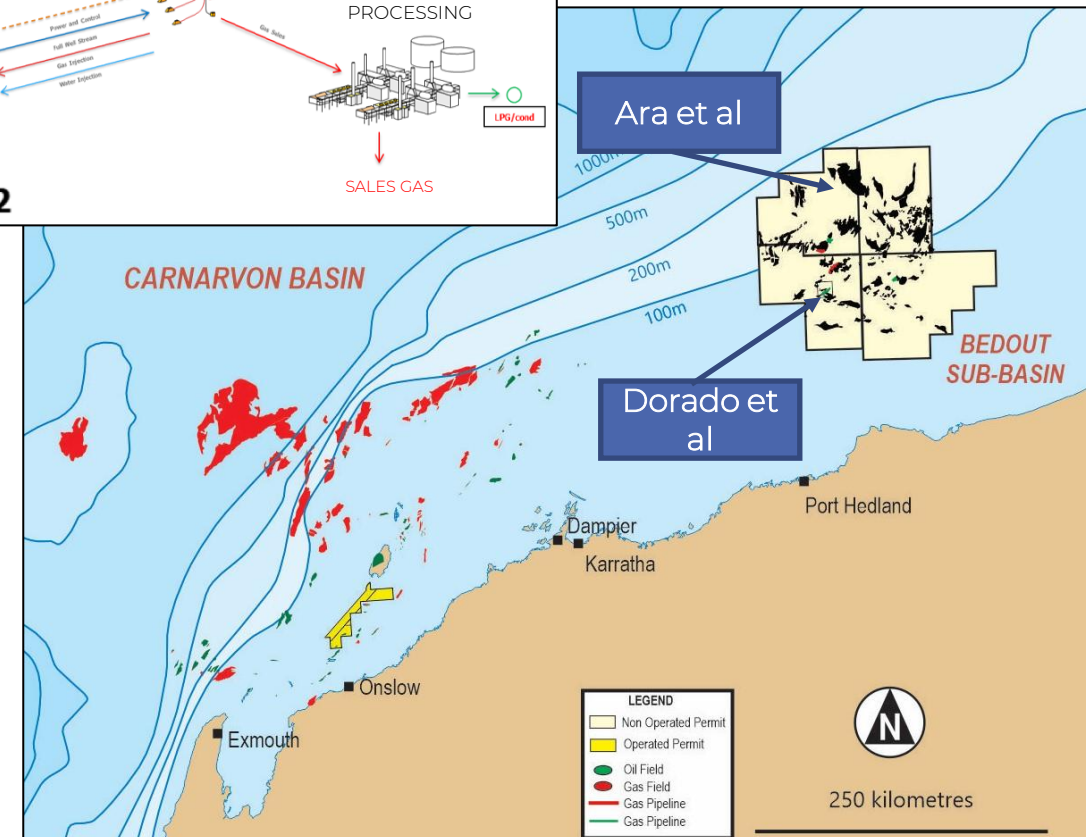 PROCESSING
Power and Control
Full Well Stream
Gas Injection
Water Injection
Gas Sales
LPG/cond
SALES GAS
2
Ara et al
1000m
500m
200m
100m
CARNARVON BASIN
BEDOUT
SUB-BASIN
Dorado et
al
Port Hedland
Dampier
Karratha
Onslow
Exmouth
LEGEND
Non Operated Permit
Operated Permit
Oil Field
Gas Field
Gas Pipeline
Gas Pipeline
N
250 kilometres